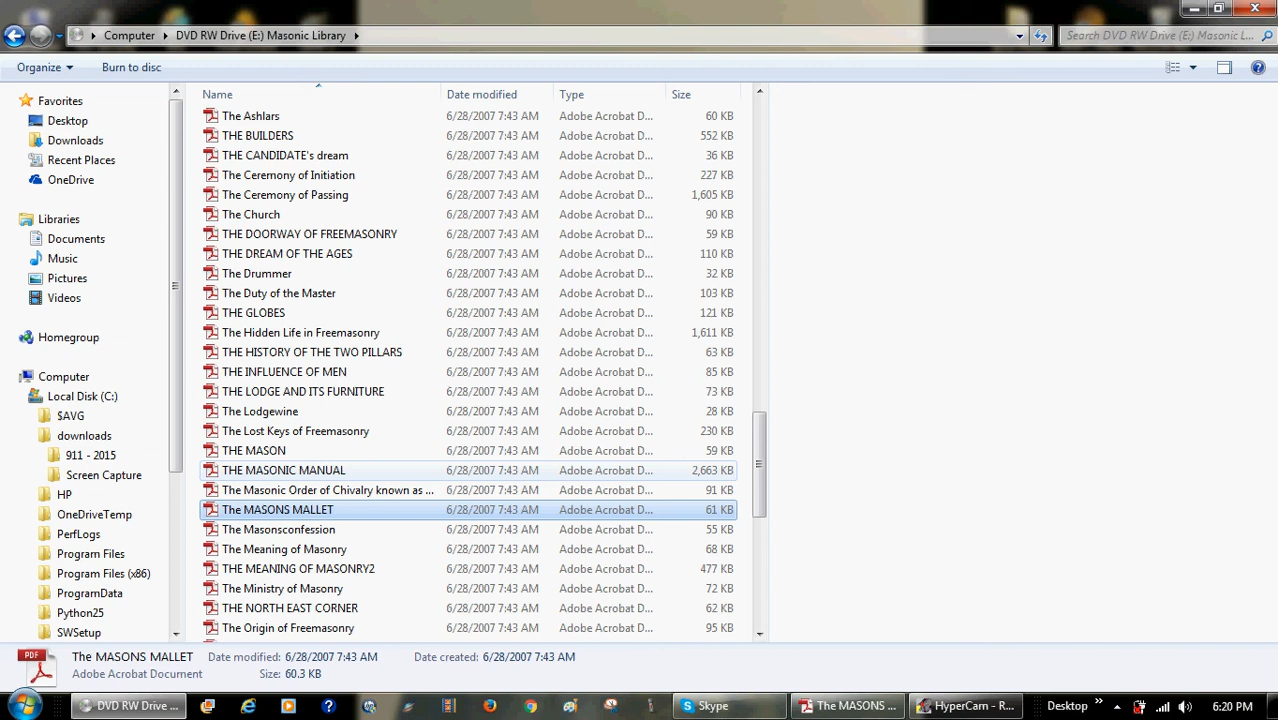 Computer DVD RW Drive (E:) Masonic Library
Search DVD RW Drive (E:) Masonic L...
Organize Burn to disc
Favorites
Desktop
Downloads
Recent Places
OneDrive
Libraries
Documents
Music
Pictures
Videos
Homegroup
Computer
Local Disk (C:)
$AVG
downloads
911 - 2015
Screen Capture
HP
OneDriveTemp
PerfLogs
Program Files
Program Files (x86)
ProgramData
Python25
SWSetup
Name Date modified Type Size
The Ashlars 6/28/2007 7:43 AM Adobe Acrobat D... 60 KB
THE BUILDERS 6/28/2007 7:43 AM Adobe Acrobat D... 552 KB
THE CANDIDATE's dream 6/28/2007 7:43 AM Adobe Acrobat D... 36 KB
The Ceremony of Initiation 6/28/2007 7:43 AM Adobe Acrobat D... 227 KB
The Ceremony of Passing 6/28/2007 7:43 AM Adobe Acrobat D... 1,605 KB
The Church 6/28/2007 7:43 AM Adobe Acrobat D... 90 KB
THE DOORWAY OF FREEMASONRY 6/28/2007 7:43 AM Adobe Acrobat D... 59 KB
THE DREAM OF THE AGES 6/28/2007 7:43 AM Adobe Acrobat D... 110 KB
The Drummer 6/28/2007 7:43 AM Adobe Acrobat D... 32 KB
The Duty of the Master 6/28/2007 7:43 AM Adobe Acrobat D... 103 KB
THE GLOBES 6/28/2007 7:43 AM Adobe Acrobat D... 121 KB
The Hidden Life in Freemasonry 6/28/2007 7:43 AM Adobe Acrobat D... 1,611 KB
THE HISTORY OF THE TWO PILLARS 6/28/2007 7:43 AM Adobe Acrobat D... 63 KB
THE INFLUENCE OF MEN 6/28/2007 7:43 AM Adobe Acrobat D... 85 KB
THE LODGE AND ITS FURNITURE 6/28/2007 7:43 AM Adobe Acrobat D... 73 KB
The Lodgewine 6/28/2007 7:43 AM Adobe Acrobat D... 28 KB
The Lost Keys of Freemasonry 6/28/2007 7:43 AM Adobe Acrobat D... 230 KB
THE MASON 6/28/2007 7:43 AM Adobe Acrobat D... 59 KB
THE MASONIC MANUAL 6/28/2007 7:43 AM Adobe Acrobat D... 2,663 KB
The Masonic Order of Chivalry known as ... 6/28/2007 7:43 AM Adobe Acrobat D... 91 KB
The MASONS MALLET 6/28/2007 7:43 AM Adobe Acrobat D... 61 KB
The Masonsconfession 6/28/2007 7:43 AM Adobe Acrobat D... 55 KB
The Meaning of Masonry 6/28/2007 7:43 AM Adobe Acrobat D... 68 KB
THE MEANING OF MASONRY2 6/28/2007 7:43 AM Adobe Acrobat D... 477 KB
The Ministry of Masonry 6/28/2007 7:43 AM Adobe Acrobat D... 72 KB
THE NORTH EAST CORNER 6/28/2007 7:43 AM Adobe Acrobat D... 62 KB
The Origin of Freemasonry 6/28/2007 7:43 AM Adobe Acrobat D... 95 KB
PDF
The MASONS MALLET Date modified: 6/28/2007 7:43 AM Date created: 6/28/2007 7:43 AM
Adobe Acrobat Document Size: 60.3 KB
DVD RW Drive ... Skype The MASONS ... HyperCam - R... Desktop 6:20 PM